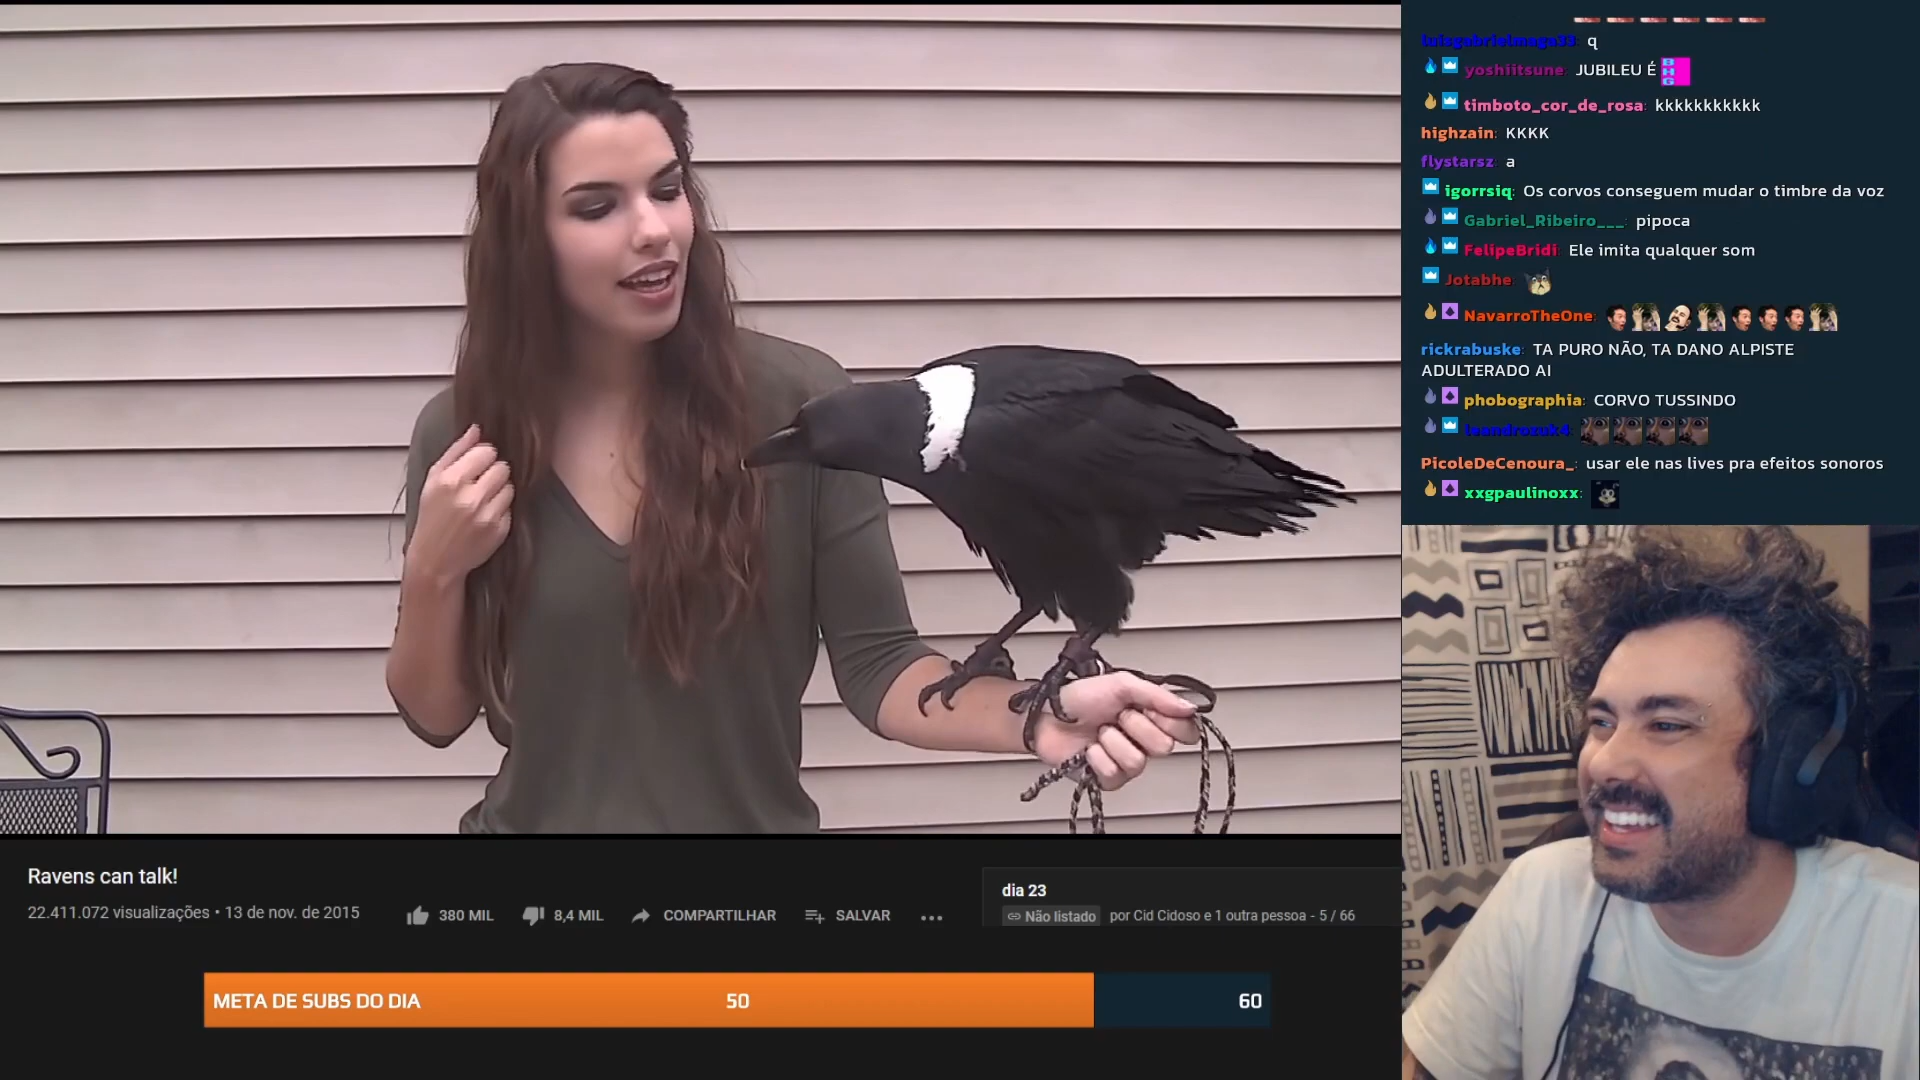 luisgabrielmaga33: q
yoshiitsune: JUBILEU É BHG
timboto_cor_de_rosa: kkkkkkkkkkk
highzain: KKKK
flystarsz: a
igorrsiq: Os corvos conseguem mudar o timbre da voz
Gabriel_Ribeiro___: pipoca
FelipeBridi: Ele imita qualquer som
Jotabhe:
NavarroTheOne:
rickrabuske: TA PURO NÃO, TA DANO ALPISTE
ADULTERADO AI
phobographia: CORVO TUSSINDO
leandrozuk4:
PicoleDeCenoura_: usar ele nas lives pra efeitos sonoros
xxgpaulinoxx:
Ravens can talk!
22.411.072 visualizações • 13 de nov. de 2015
380 MIL 8,4 MIL COMPARTILHAR SALVAR
dia 23
Não listado por Cid Cidoso e 1 outra pessoa - 5 / 66
META DE SUBS DO DIA 50 60